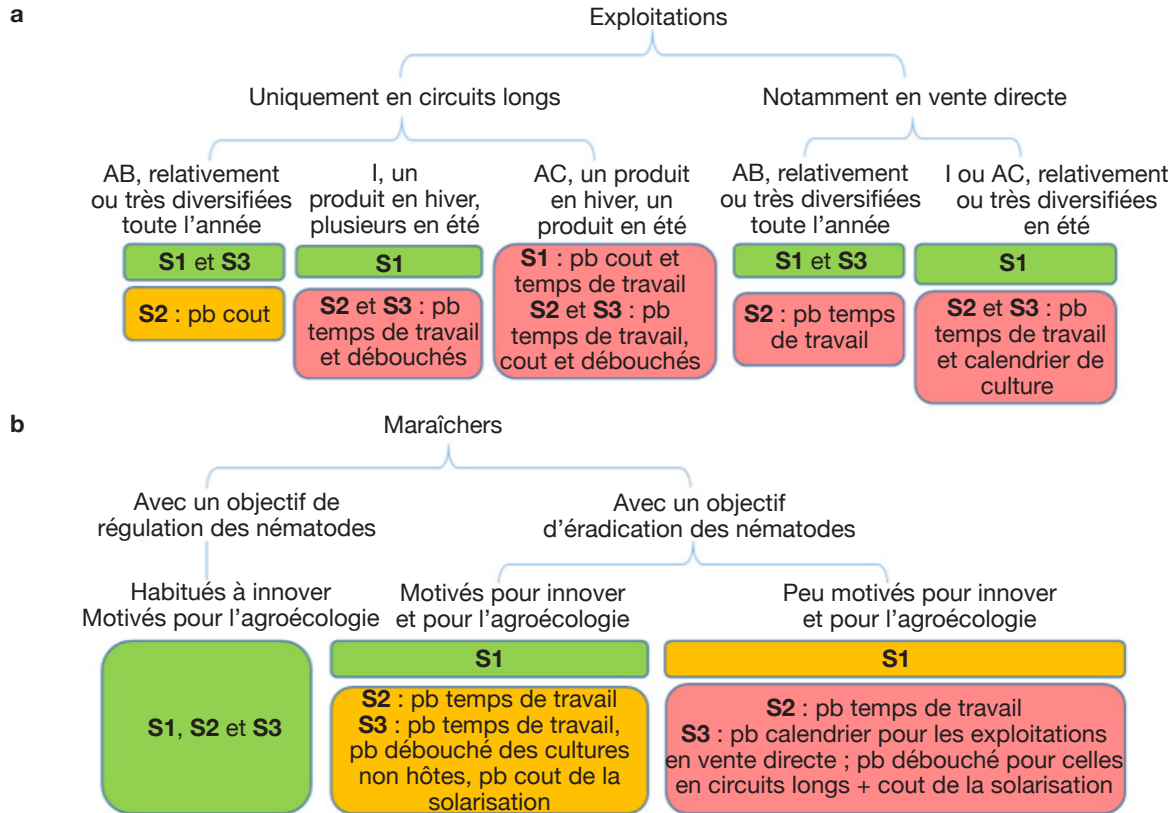 a
Exploitations
Uniquement en circuits longs
Notamment en vente directe
AB, relativement
ou très diversifiées
toute l'année
I, un
produit en hiver,
plusieurs en été
AC, un produit
en hiver, un
produit en été
AB, relativement
ou très diversifiées
toute l'année
I ou AC, relativement
ou très diversifiées
en été
S1 et S3
S2 : pb cout
S1
S2 et S3 : pb
temps de travail
et débouchés
S1 : pb cout et
temps de travail
S2 et S3 : pb
temps de travail,
cout et débouchés
S1 et S3
S2 : pb temps
de travail
S1
S2 et S3 : pb
temps de travail
et calendrier de
culture
b
Maraîchers
Avec un objectif de
régulation des nématodes
Avec un objectif
d'éradication des nématodes
Habitués à innover
Motivés pour l'agroécologie
Motivés pour innover
et pour l'agroécologie
Peu motivés pour innover
et pour l'agroécologie
S1, S2 et S3
S1
S2 : pb temps de travail
S3 : pb temps de travail,
pb débouché des cultures
non hôtes, pb cout de la
solarisation
S1
S2 : pb temps de travail
S3 : pb calendrier pour les exploitations
en vente directe ; pb débouché pour celles
en circuits longs + cout de la solarisation